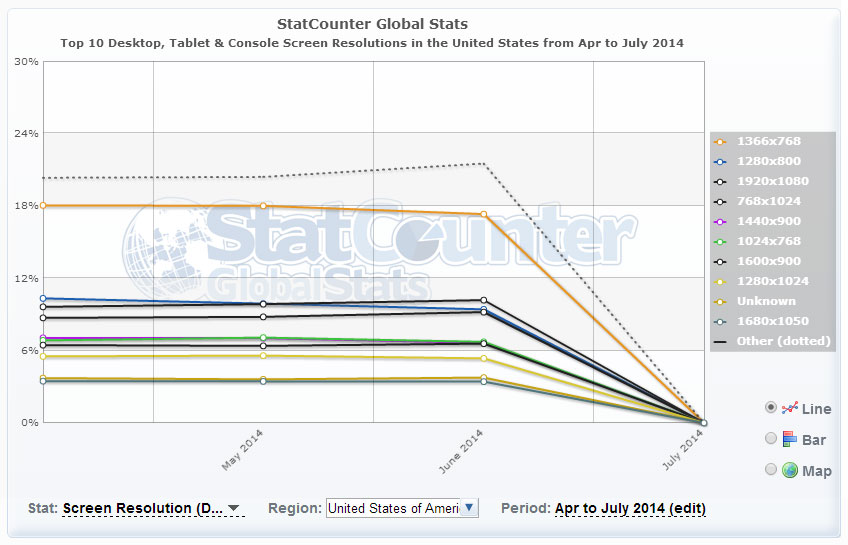 StatCounter Global Stats
Top 10 Desktop, Tablet & Console Screen Resolutions in the United States from Apr to July 2014
30%
24%
18%
12%
6%
0%
StatCounter
GlobalStats
May 2014
June 2014
July 2014
1366x768
1280x800
1920x1080
768x1024
1440x900
1024x768
1600x900
1280x1024
Unknown
1680x1050
Other (dotted)
Line
Bar
Map
Stat: Screen Resolution (D... Region: United States of Ameri Period: Apr to July 2014 (edit)